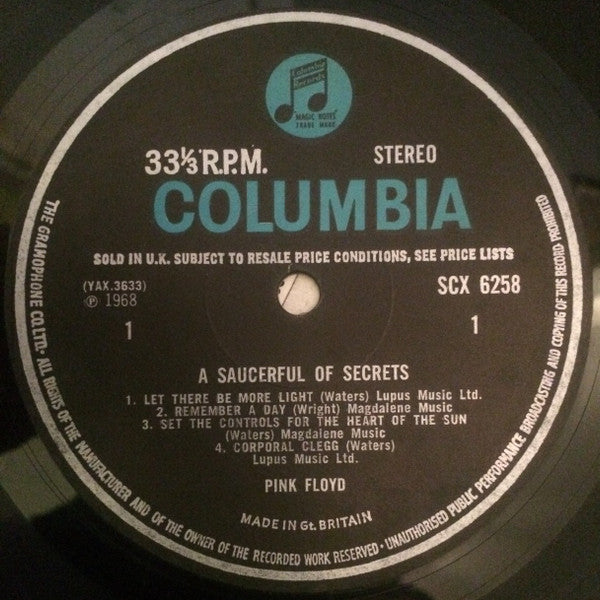 Columbia
Records
MAGIC NOTES
TRADE MARK
33⅓ R.P.M.
STEREO
COLUMBIA
SOLD IN U.K. SUBJECT TO RESALE PRICE CONDITIONS, SEE PRICE LISTS
(YAX.3633)
SCX 6258
℗ 1968
1
1
A SAUCERFUL OF SECRETS
1. LET THERE BE MORE LIGHT (Waters) Lupus Music Ltd.
2. REMEMBER A DAY (Wright) Magdalene Music
3. SET THE CONTROLS FOR THE HEART OF THE SUN
(Waters) Magdalene Music
4. CORPORAL CLEGG (Waters)
Lupus Music Ltd.
PINK FLOYD
MADE IN Gt. BRITAIN
THE GRAMOPHONE CO. LTD. · ALL RIGHTS OF THE MANUFACTURER AND OF THE OWNER OF THE RECORDED WORK RESERVED · UNAUTHORISED PUBLIC PERFORMANCE BROADCASTING AND COPYING OF THIS RECORD PROHIBITED